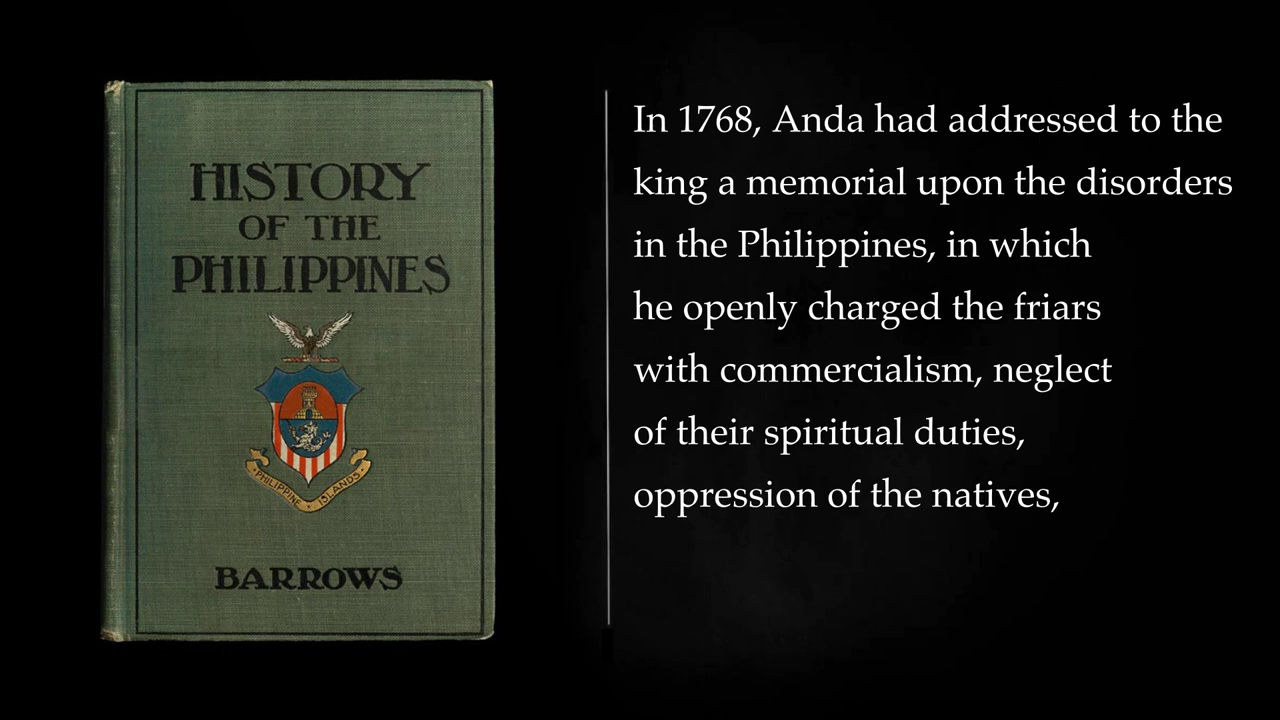 HISTORY
OF THE
PHILIPPINES
PHILIPPINE ISLANDS
BARROWS
In 1768, Anda had addressed to the
king a memorial upon the disorders
in the Philippines, in which
he openly charged the friars
with commercialism, neglect
of their spiritual duties,
oppression of the natives,